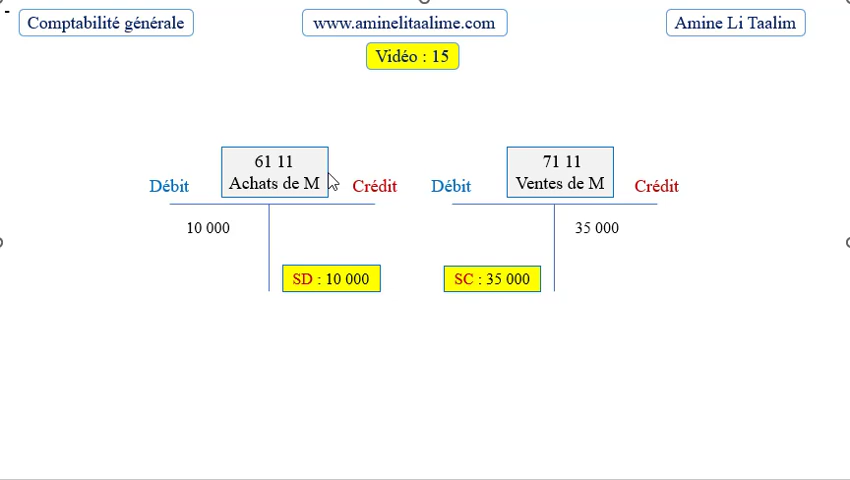 Comptabilité générale
www.aminelitaalime.com
Amine Li Taalim
Vidéo : 15
61 11
Achats de M
Débit
Crédit
10 000
SD : 10 000
71 11
Ventes de M
Débit
Crédit
35 000
SC : 35 000